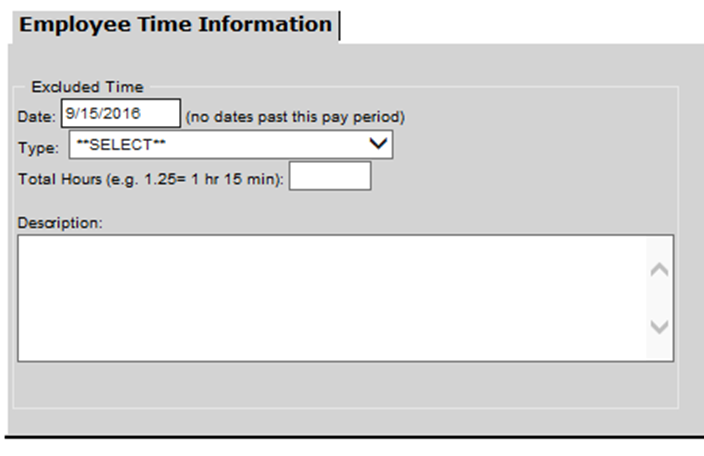 Employee Time Information
Excluded Time
Date: 9/15/2016 (no dates past this pay period)
Type: **SELECT**
Total Hours (e.g. 1.25= 1 hr 15 min):
Description: